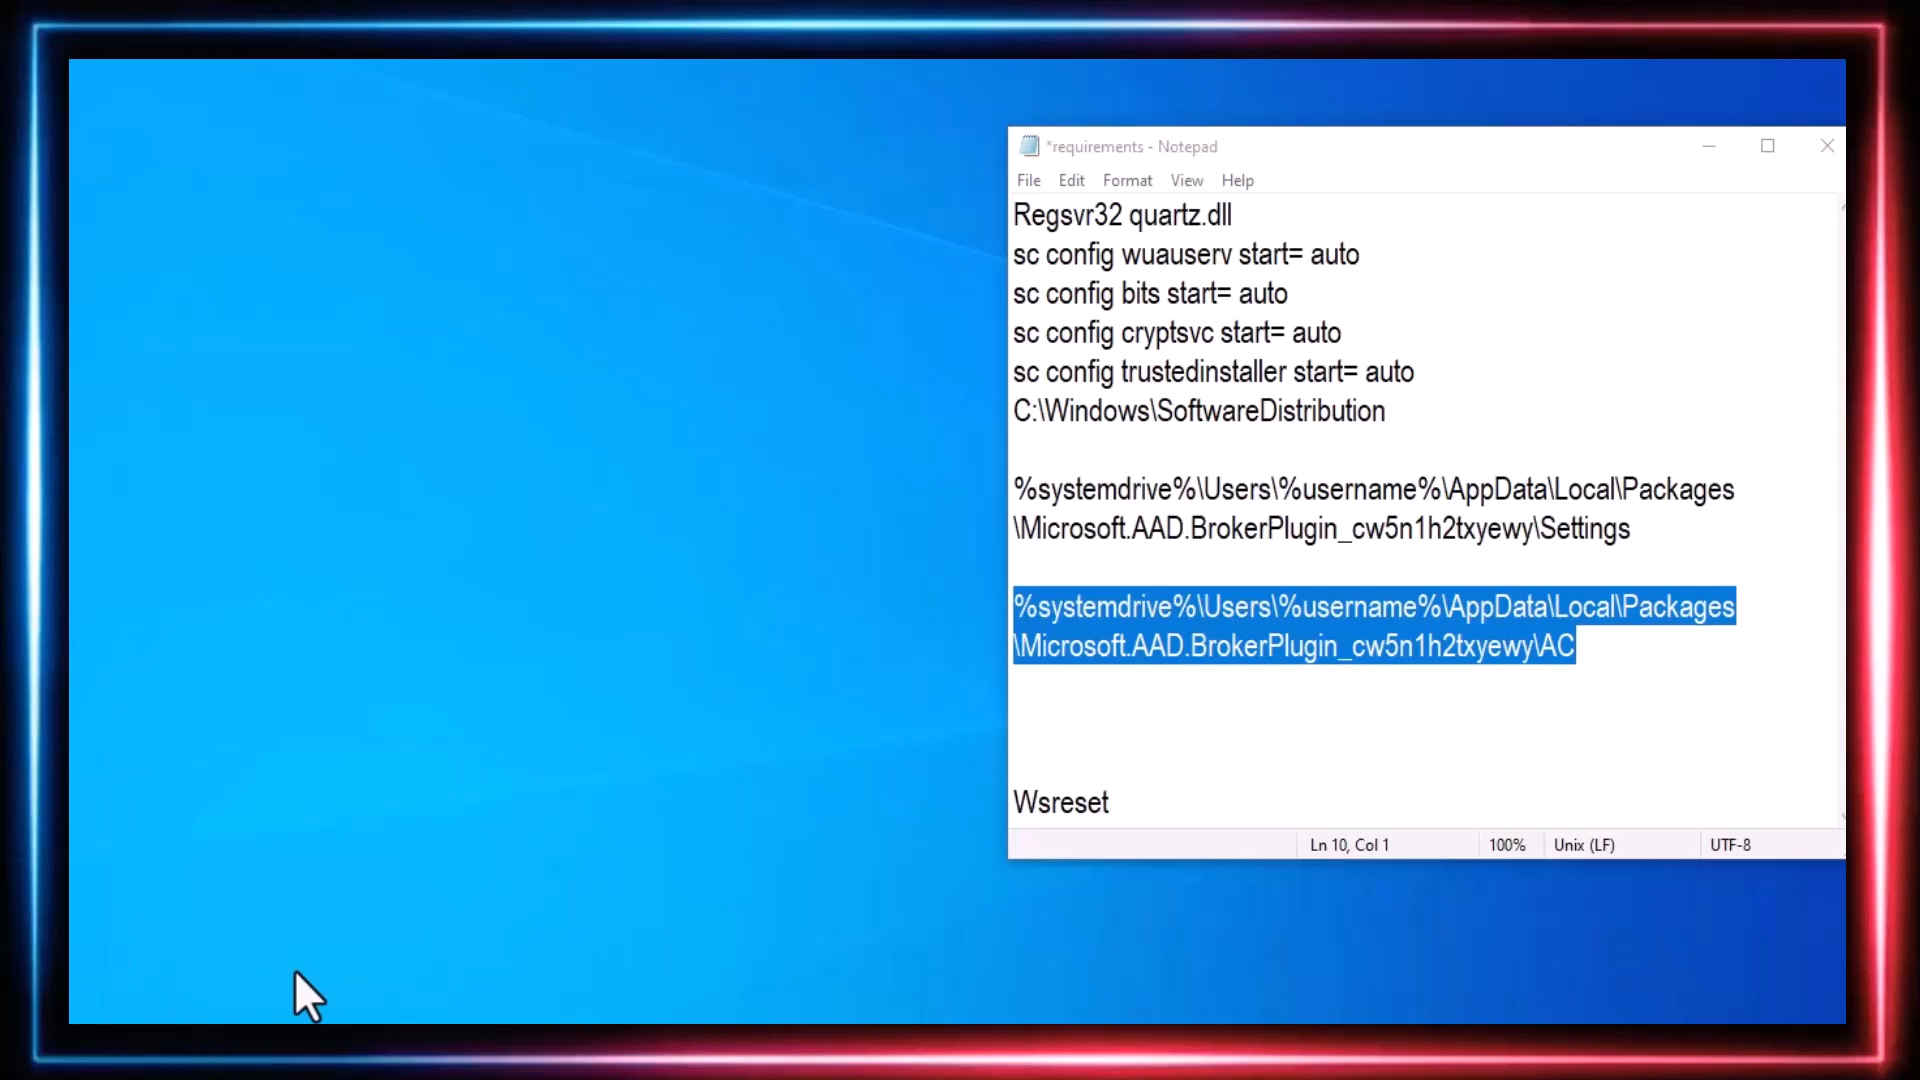 *requirements - Notepad
File Edit Format View Help
Regsvr32 quartz.dll
sc config wuauserv start= auto
sc config bits start= auto
sc config cryptsvc start= auto
sc config trustedinstaller start= auto
C:\Windows\SoftwareDistribution
%systemdrive%\Users\%username%\AppData\Local\Packages
\Microsoft.AAD.BrokerPlugin_cw5n1h2txyewy\Settings
%systemdrive%\Users\%username%\AppData\Local\Packages
\Microsoft.AAD.BrokerPlugin_cw5n1h2txyewy\AC
Wsreset
Ln 10, Col 1 100% Unix (LF) UTF-8